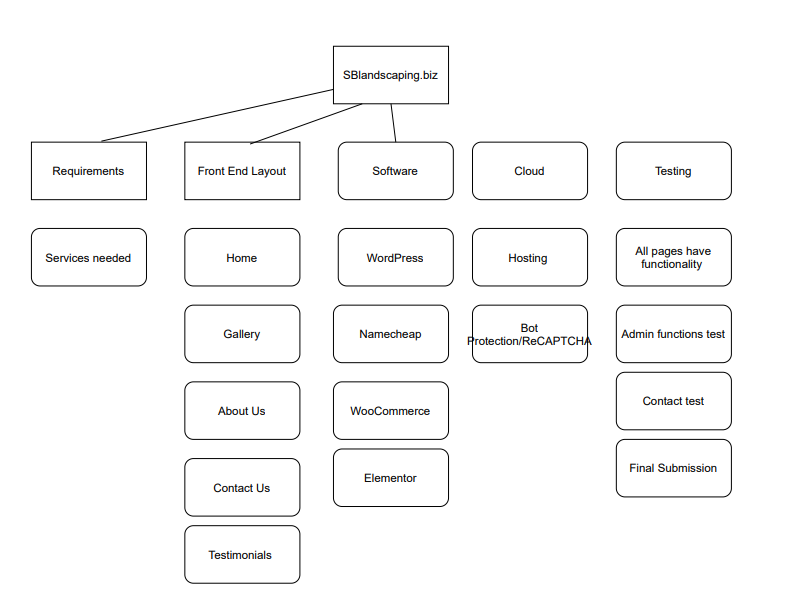 SBlandscaping.biz
Requirements
Front End Layout
Software
Cloud
Testing
Services needed
Home
WordPress
Hosting
All pages have
functionality
Gallery
Namecheap
Bot
Protection/ReCAPTCHA
Admin functions test
About Us
WooCommerce
Contact test
Contact Us
Elementor
Final Submission
Testimonials